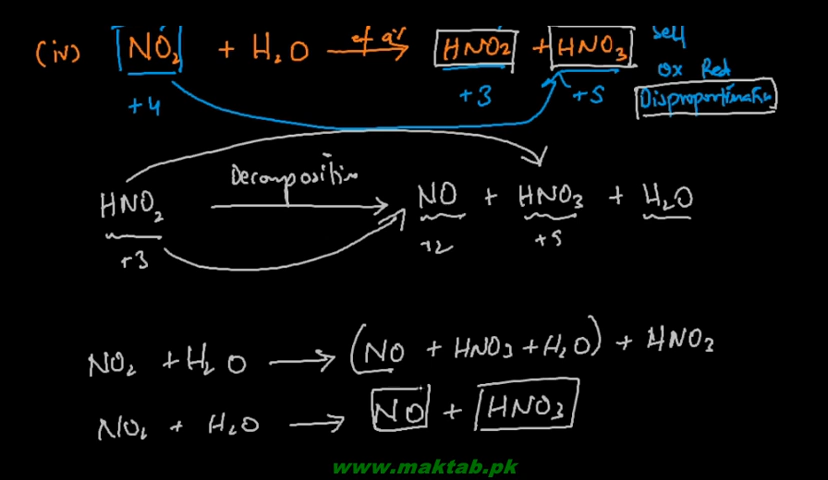 (iv) NO₂ + H₂O → HNO₂ + HNO₃ Self
+4 +3 +5 Ox Red
Disproportionation
Decomposition
HNO₂ → NO + HNO₃ + H₂O
+3 +2 +5
NO₂ + H₂O → (NO + HNO₃ + H₂O) + HNO₃
NO₂ + H₂O → NO + HNO₃
www.maktab.pk